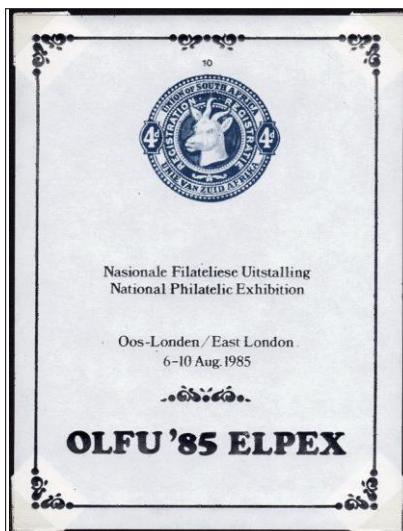 10
UNION OF SOUTH AFRICA
REGISTRATION REGISTRATIE
4d 4d
UNIE VAN ZUID AFRIKA
Nasionale Filateliese Uitstalling
National Philatelic Exhibition
Oos-Londen/East London
6-10 Aug. 1985
OLFU '85 ELPEX